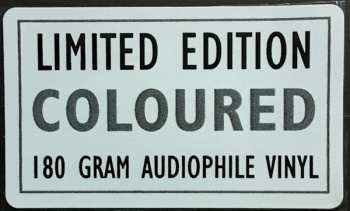 LIMITED EDITION
COLOURED
180 GRAM AUDIOPHILE VINYL